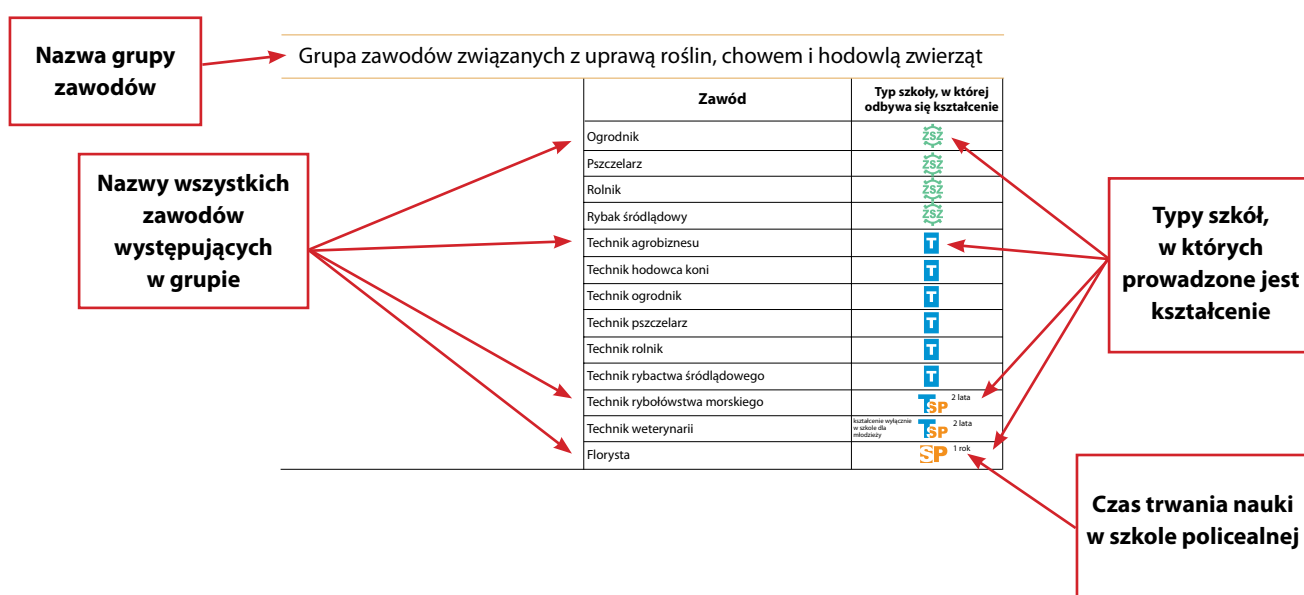 Nazwa grupy
zawodów
Grupa zawodów związanych z uprawą roślin, chowem i hodowlą zwierząt
Zawód
Typ szkoły, w której
odbywa się kształcenie
Ogrodnik
ZSZ
Pszczelarz
ZSZ
Rolnik
ZSZ
Rybak śródlądowy
ZSZ
Technik agrobiznesu
T
Technik hodowca koni
T
Technik ogrodnik
T
Technik pszczelarz
T
Technik rolnik
T
Technik rybactwa śródlądowego
T
Technik rybołówstwa morskiego
TSP 2 lata
Technik weterynarii
kształcenie wyłącznie
w szkole dla
młodzieży
TSP 2 lata
Florysta
SP 1 rok
Nazwy wszystkich
zawodów
występujących
w grupie
Typy szkół,
w których
prowadzone jest
kształcenie
Czas trwania nauki
w szkole policealnej